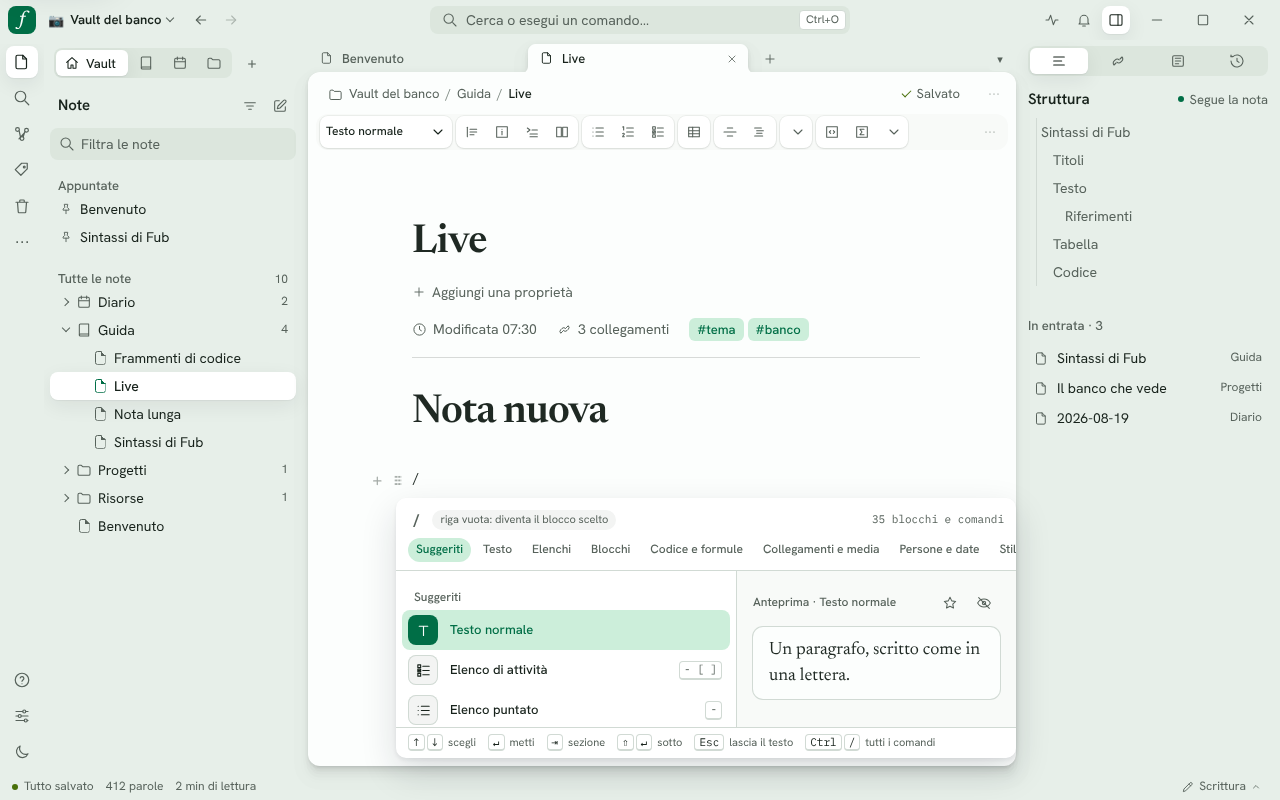 Vault del banco
Cerca o esegui un comando…
Ctrl+O
Vault
Benvenuto
Live
Note
Filtra le note
Appuntate
Benvenuto
Sintassi di Fub
Tutte le note 10
Diario 2
Guida 4
Frammenti di codice
Live
Nota lunga
Sintassi di Fub
Progetti 1
Risorse 1
Benvenuto
Vault del banco / Guida / Live
Salvato
Testo normale
Live
Aggiungi una proprietà
Modificata 07:30 3 collegamenti #tema #banco
Nota nuova
/
/ riga vuota: diventa il blocco scelto 35 blocchi e comandi
Suggeriti Testo Elenchi Blocchi Codice e formule Collegamenti e media Persone e date Stil
Suggeriti
Testo normale
Elenco di attività - [ ]
Elenco puntato -
Anteprima · Testo normale
Un paragrafo, scritto come in
una lettera.
↑ ↓ scegli ↵ metti ⇥ sezione ⇧ ↵ sotto Esc lascia il testo Ctrl / tutti i comandi
Struttura
Segue la nota
Sintassi di Fub
Titoli
Testo
Riferimenti
Tabella
Codice
In entrata · 3
Sintassi di Fub Guida
Il banco che vede Progetti
2026-08-19 Diario
Tutto salvato 412 parole 2 min di lettura
Scrittura